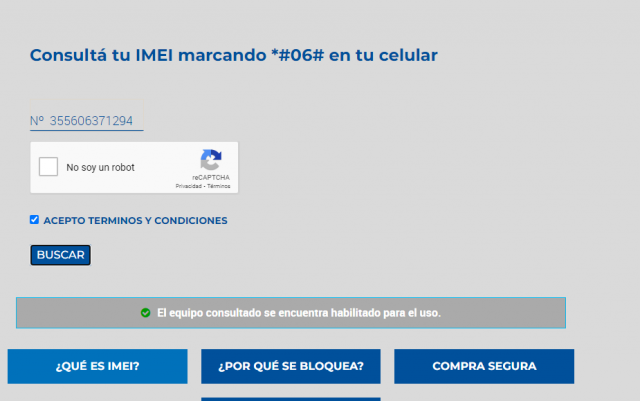 Consultá tu IMEI marcando *#06# en tu celular
Nº 355606371294
No soy un robot
reCAPTCHA
Privacidad - Términos
ACEPTO TERMINOS Y CONDICIONES
BUSCAR
El equipo consultado se encuentra habilitado para el uso.
¿QUÉ ES IMEI?
¿POR QUÉ SE BLOQUEA?
COMPRA SEGURA